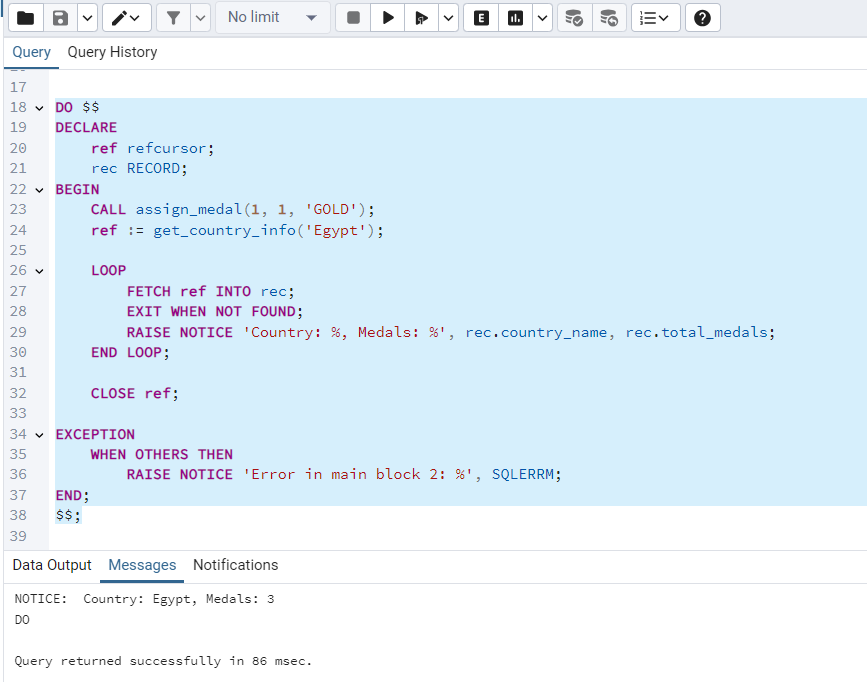 No limit
E
Query Query History
17
18 DO $$
19 DECLARE
20 ref refcursor;
21 rec RECORD;
22 BEGIN
23 CALL assign_medal(1, 1, 'GOLD');
24 ref := get_country_info('Egypt');
25
26 LOOP
27 FETCH ref INTO rec;
28 EXIT WHEN NOT FOUND;
29 RAISE NOTICE 'Country: %, Medals: %', rec.country_name, rec.total_medals;
30 END LOOP;
31
32 CLOSE ref;
33
34 EXCEPTION
35 WHEN OTHERS THEN
36 RAISE NOTICE 'Error in main block 2: %', SQLERRM;
37 END;
38 $$;
39
Data Output Messages Notifications
NOTICE:  Country: Egypt, Medals: 3
DO
Query returned successfully in 86 msec.